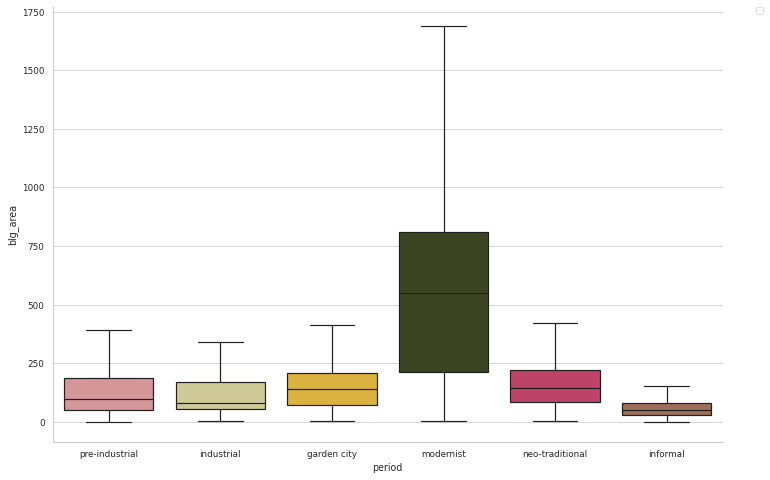 1750
1500
1250
1000
750
500
250
0
blg_area
pre-industrial
industrial
garden city
modernist
neo-traditional
informal
period